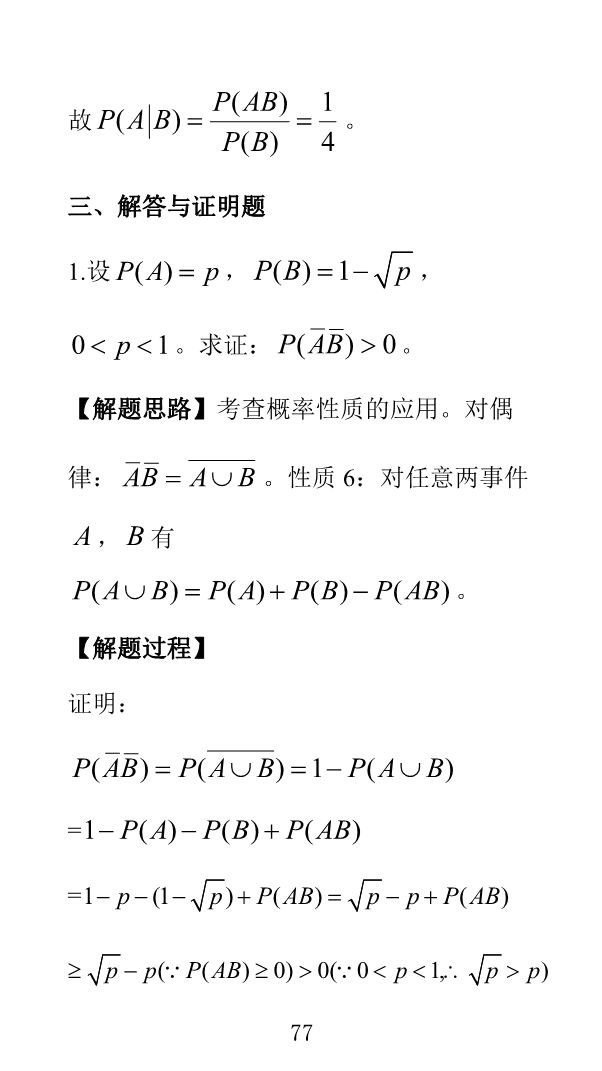 故 $P(A|B)=\dfrac{P(AB)}{P(B)}=\dfrac{1}{4}$ 。
三、解答与证明题
1.设 $P(A)=p$ ， $P(B)=1-\sqrt{p}$ ，
$0<p<1$ 。求证： $P(\overline{A}\overline{B})>0$ 。
【解题思路】考查概率性质的应用。对偶
律： $\overline{A}\overline{B}=\overline{A\cup B}$ 。性质 6：对任意两事件
$A$ ， $B$ 有
$P(A\cup B)=P(A)+P(B)-P(AB)$ 。
【解题过程】
证明：
$P(\overline{A}\overline{B})=P(\overline{A\cup B})=1-P(A\cup B)$
$=1-P(A)-P(B)+P(AB)$
$=1-p-(1-\sqrt{p})+P(AB)=\sqrt{p}-p+P(AB)$
$\geq\sqrt{p}-p(\because P(AB)\geq 0)>0(\because 0<p<1,\therefore\sqrt{p}>p)$
77